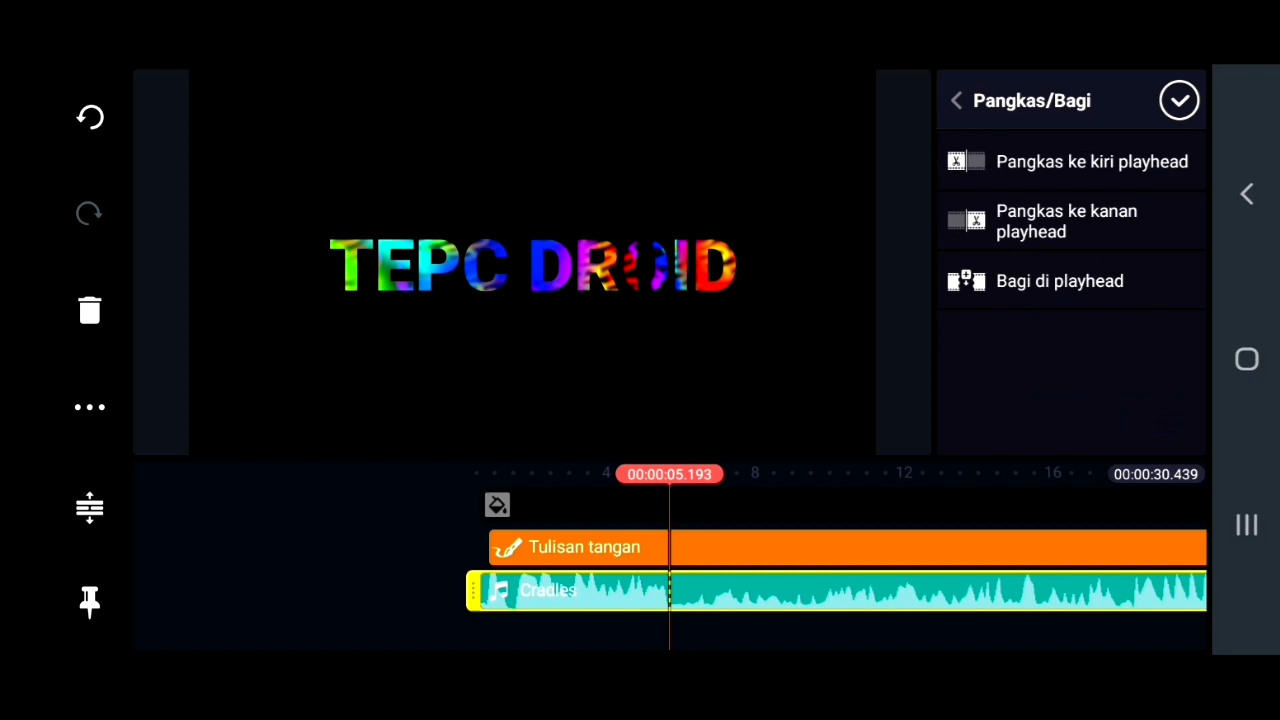 Pangkas/Bagi
Pangkas ke kiri playhead
Pangkas ke kanan
playhead
Bagi di playhead
TEPC DROID
4
00:00:05.193
8
12
16
00:00:30.439
Tulisan tangan
Cradles